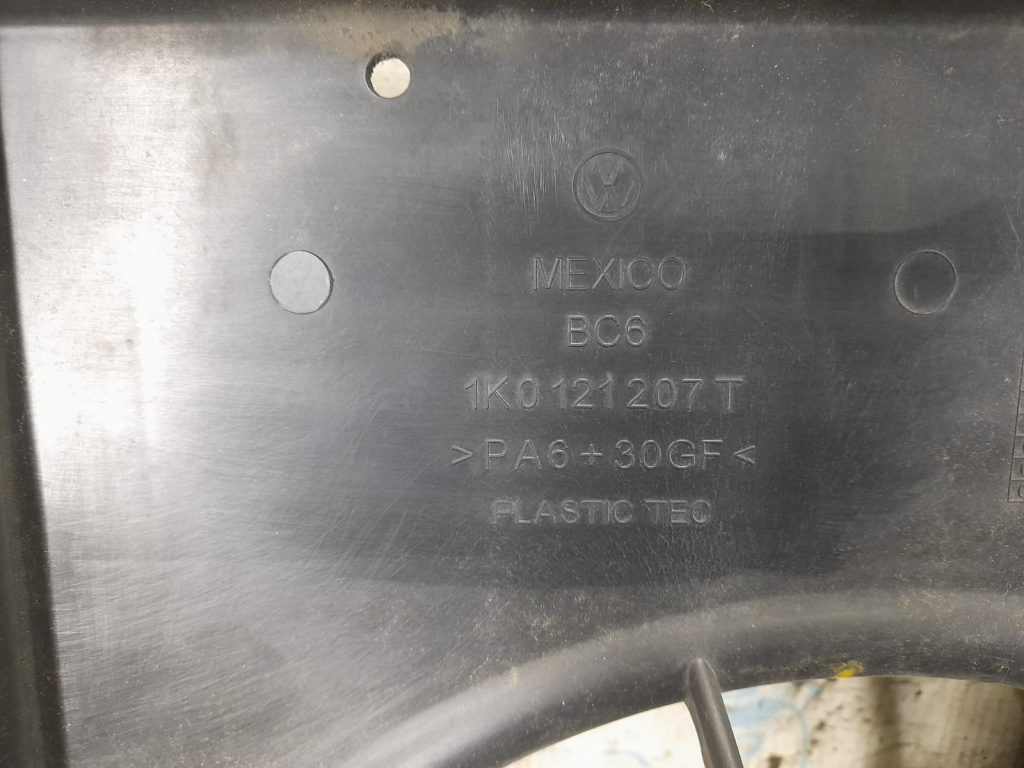 MEXICO
BC6
1K0 121 207 T
>PA6+30GF<
PLASTIC TEC